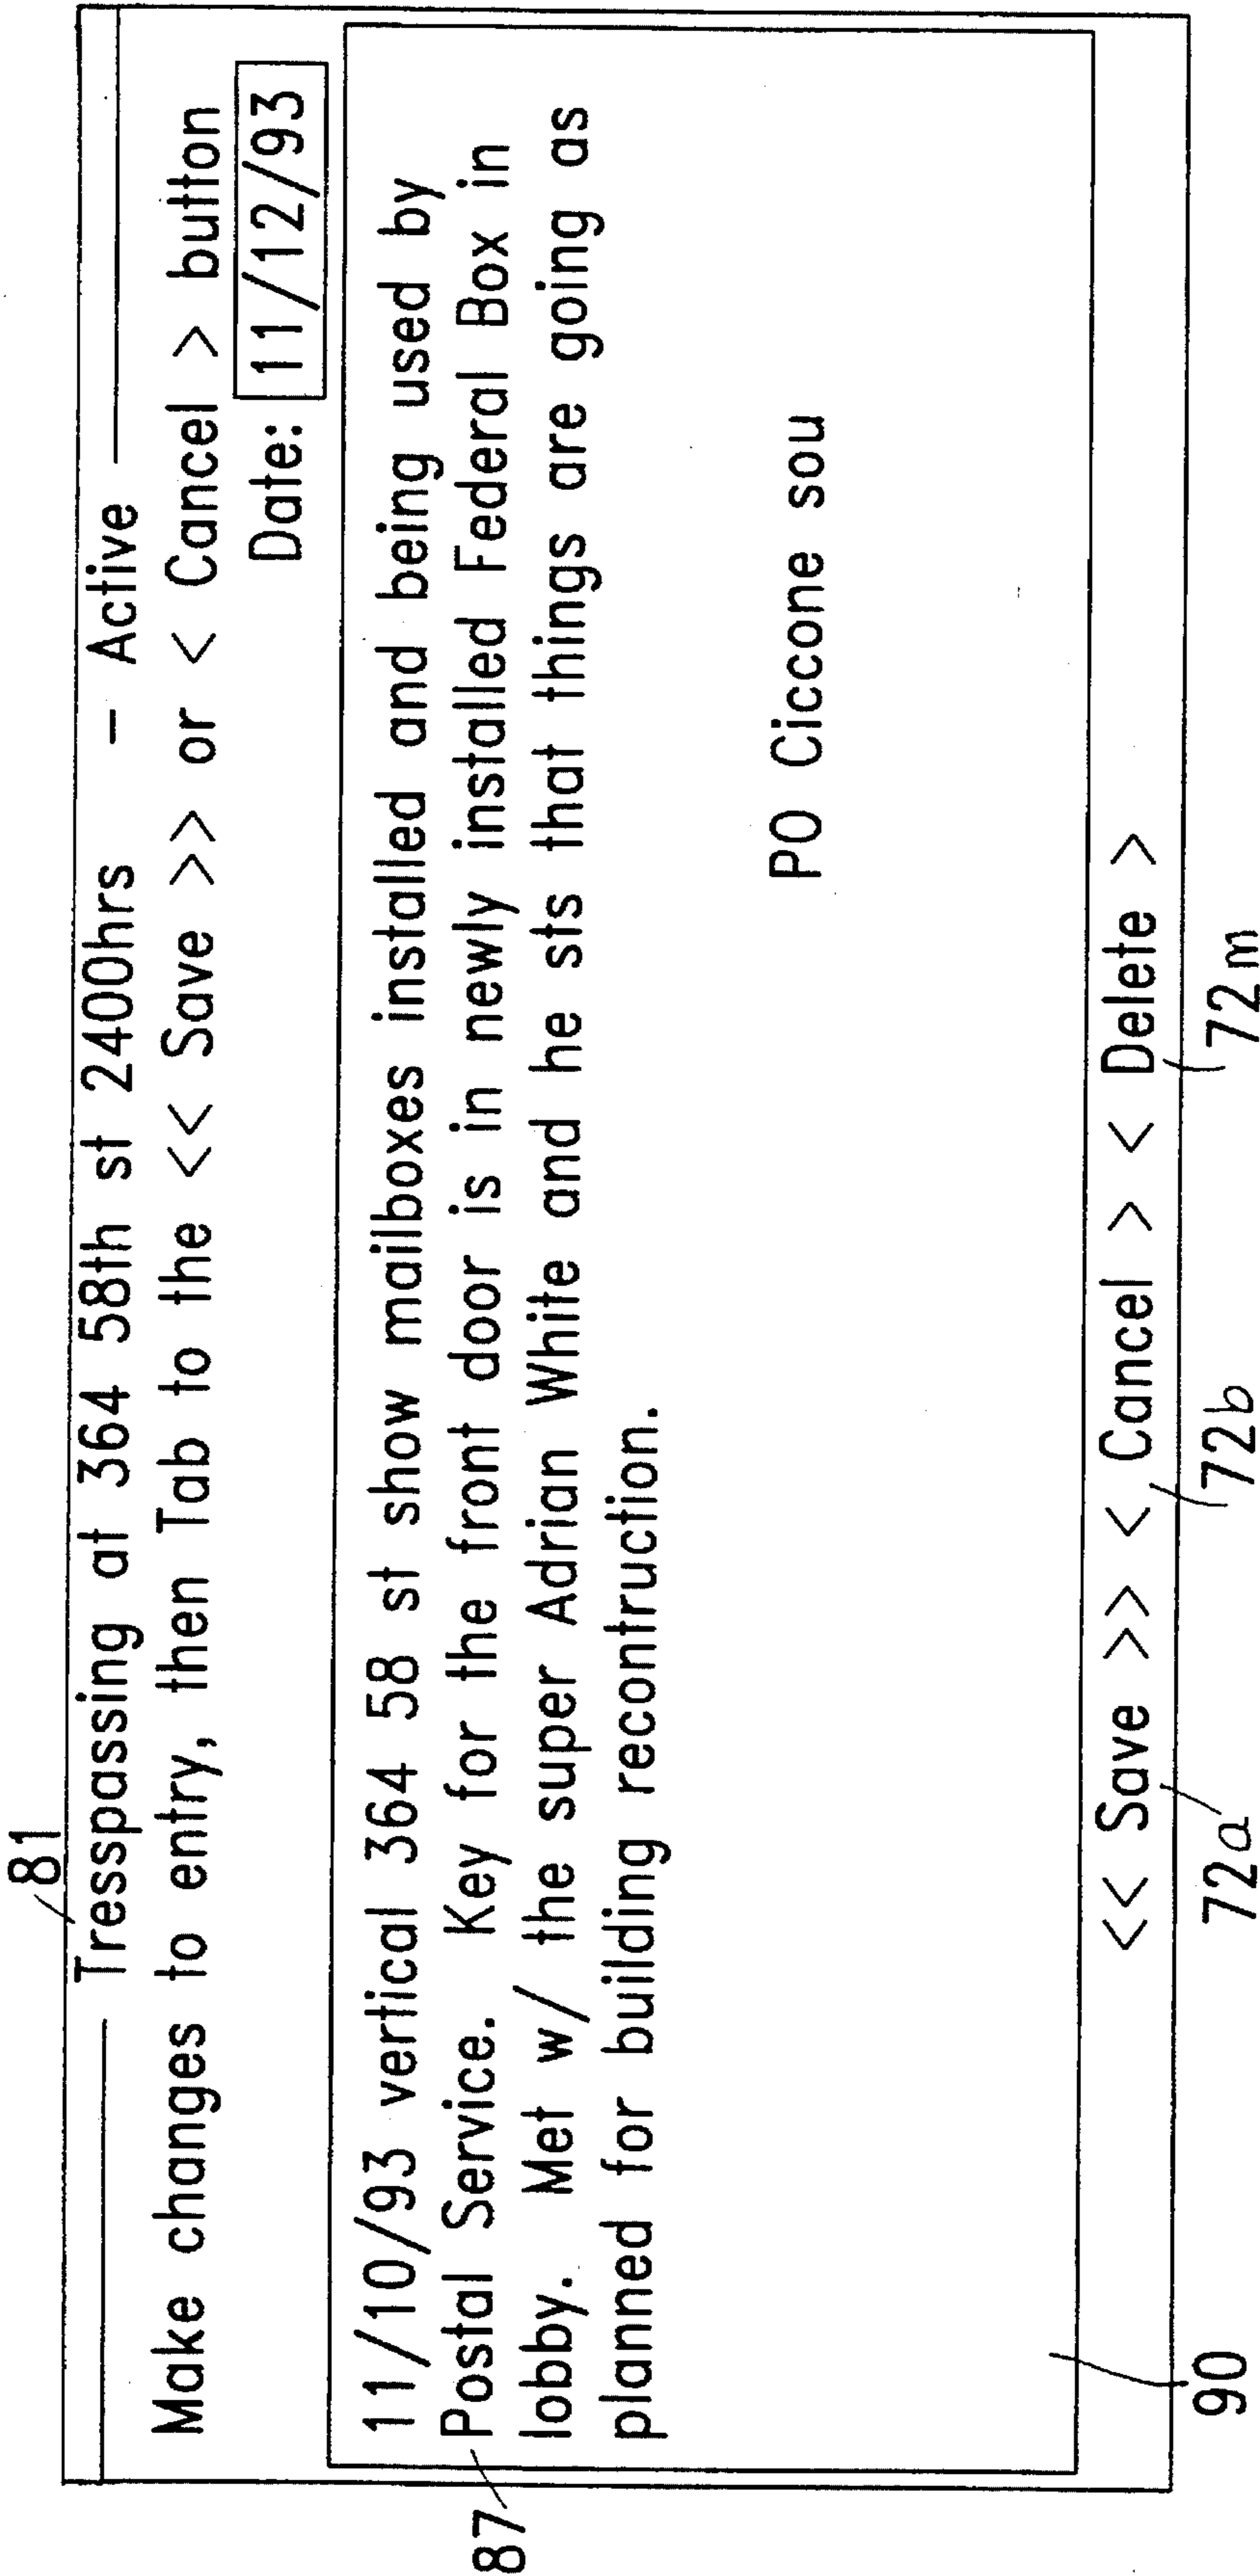 81
Tresspassing at 364 58th st 2400hrs - Active
Make changes to entry, then Tab to the << Save >> or < Cancel > button
Date: 11/12/93
11/10/93 vertical 364 58 st show mailboxes installed and being used by
87 Postal Service. Key for the front door is in newly installed Federal Box in
lobby. Met w/ the super Adrian White and he sts that things are going as
planned for building recontruction.
PO Ciccone sou
<< Save >> < Cancel > < Delete >
90 72a 72b 72m